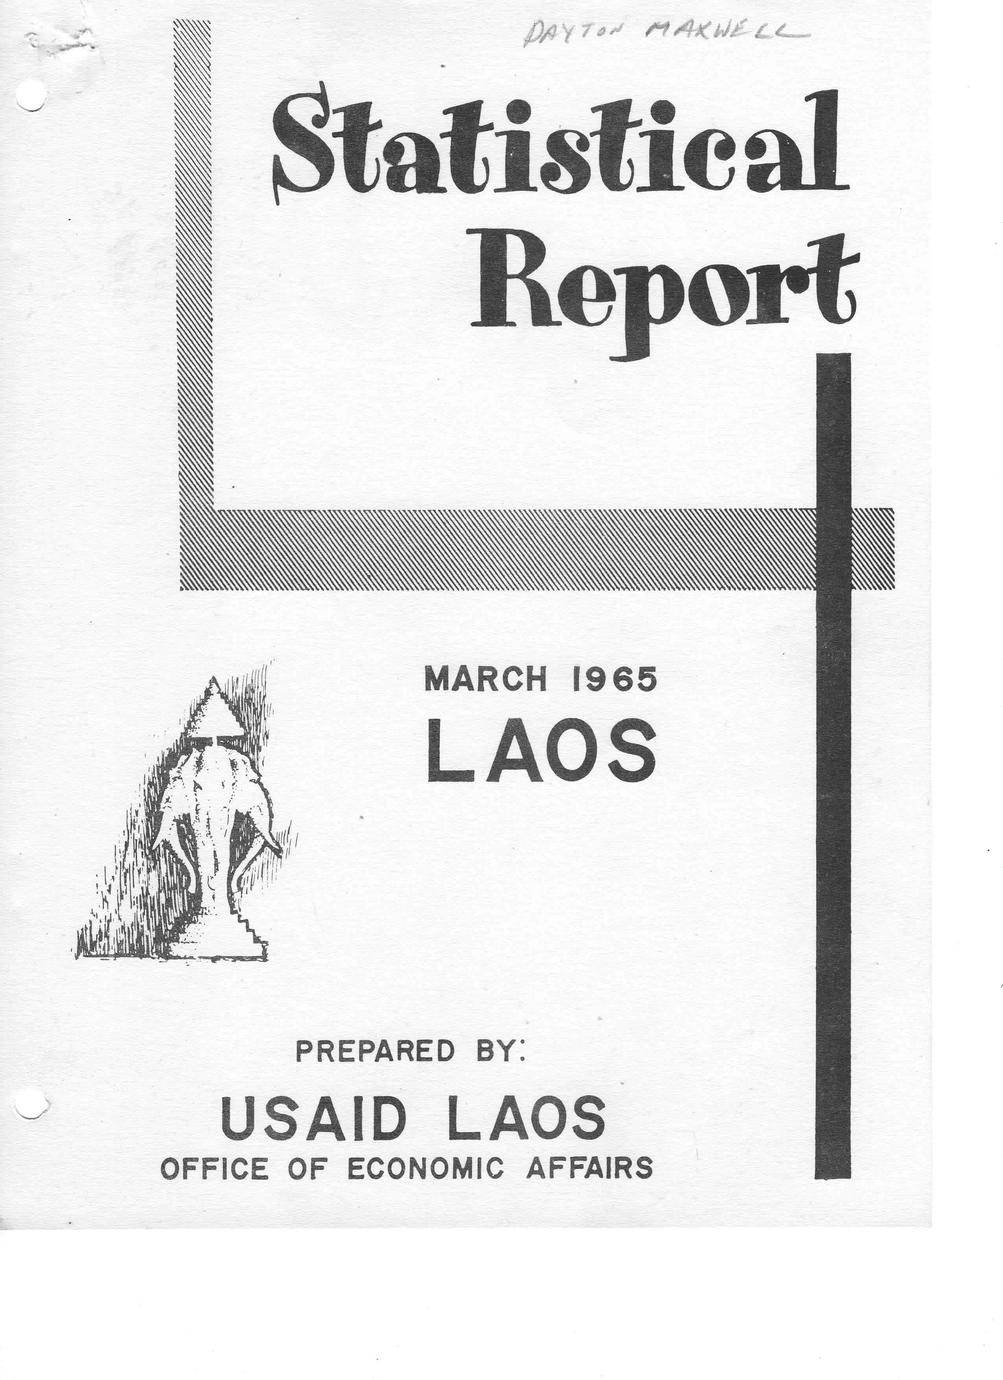 DAYTON MAXWELL
Statistical
Report
MARCH 1965
LAOS
PREPARED BY:
USAID LAOS
OFFICE OF ECONOMIC AFFAIRS